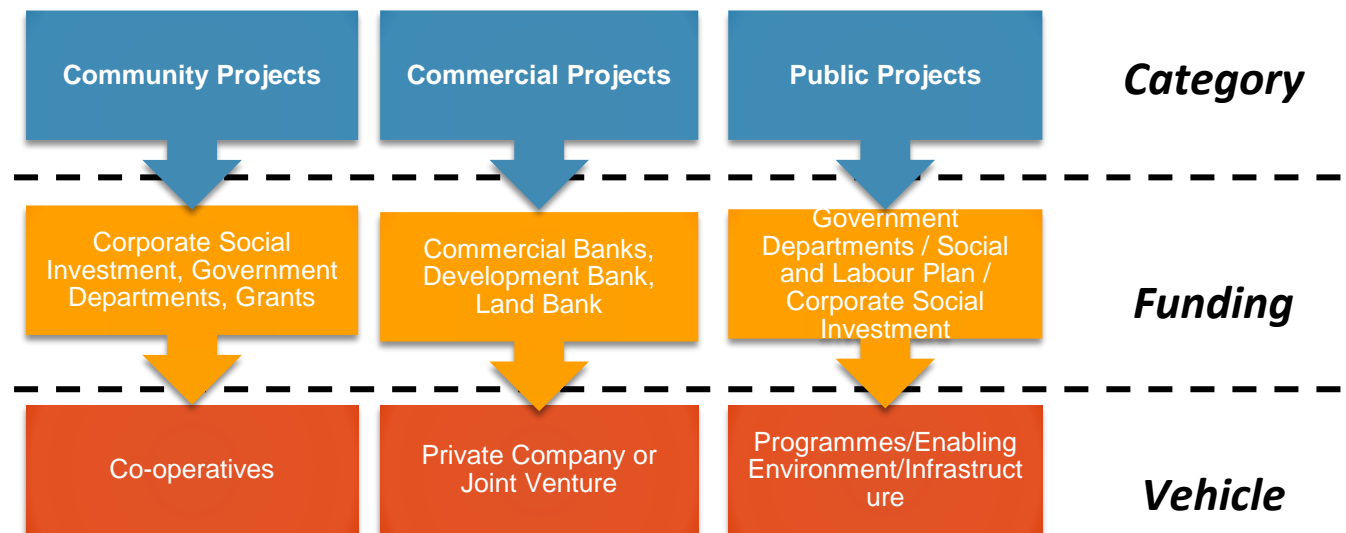 Community Projects
Commercial Projects
Public Projects
Category
Corporate Social
Investment, Government
Departments, Grants
Commercial Banks,
Development Bank,
Land Bank
Government
Departments / Social
and Labour Plan /
Corporate Social
Investment
Funding
Co-operatives
Private Company or
Joint Venture
Programmes/Enabling
Environment/Infrastruct
ure
Vehicle